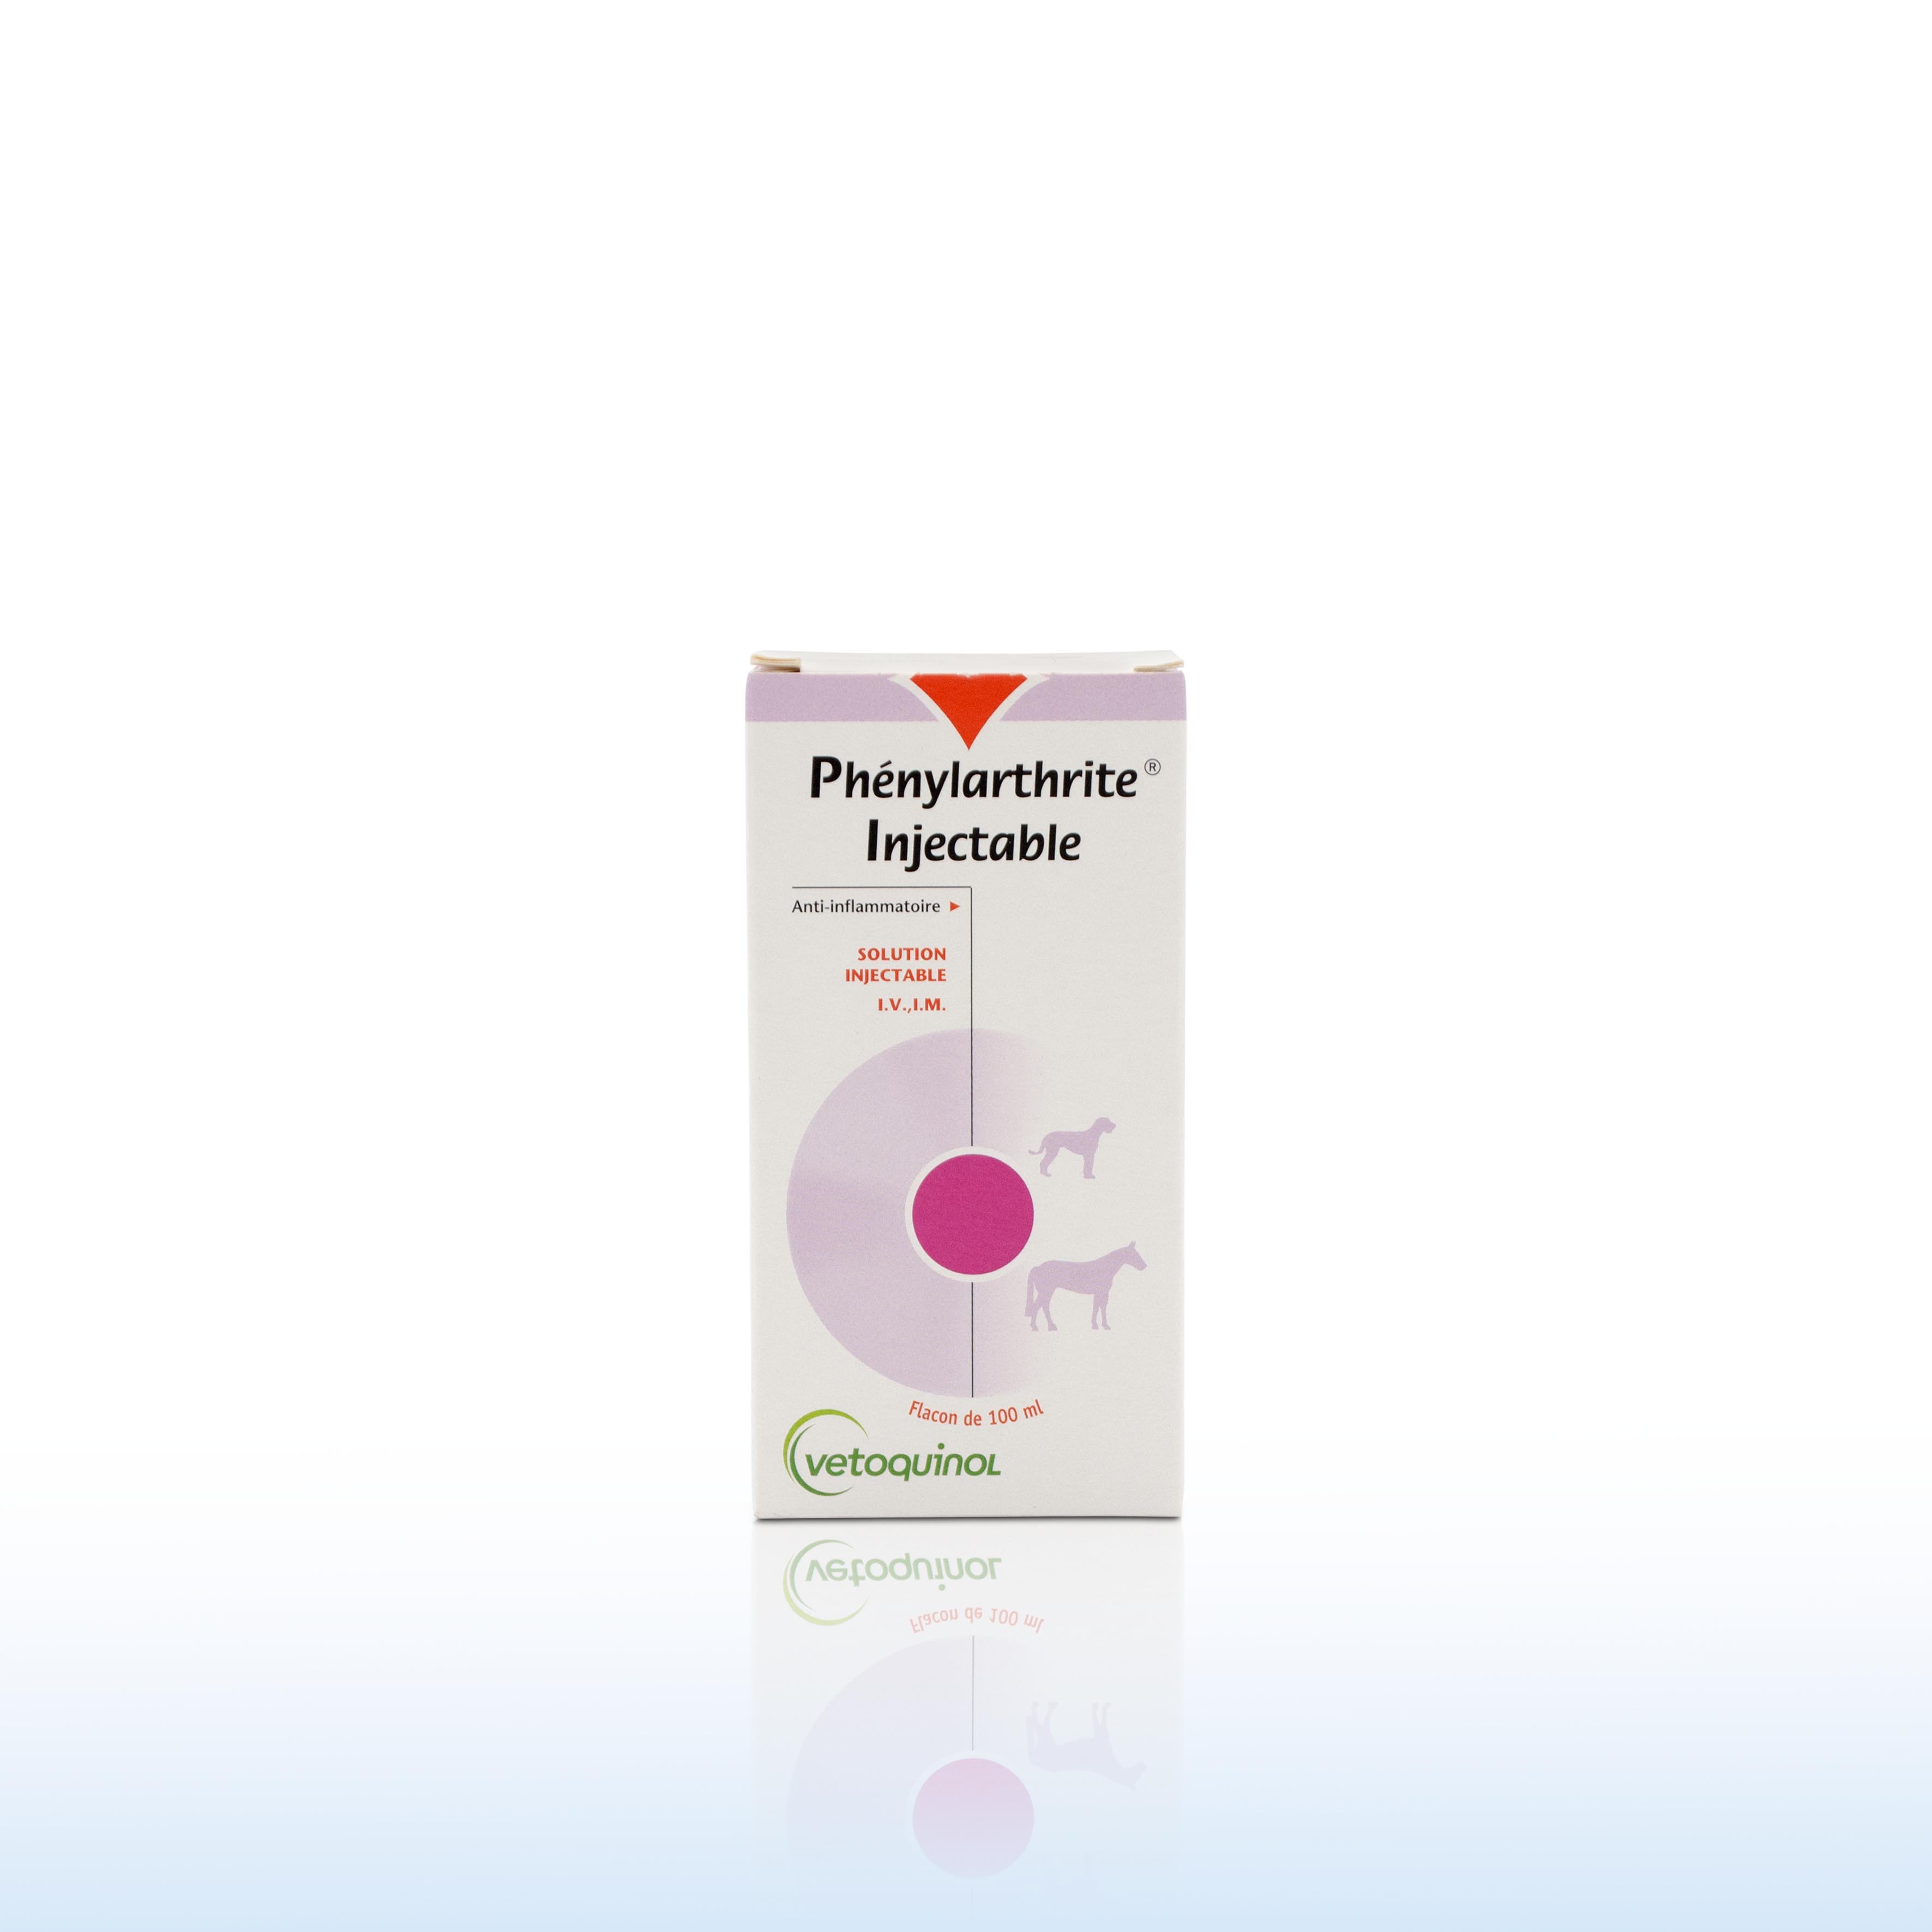 Phénylarthrite®
Injectable
Anti-inflammatoire
SOLUTION
INJECTABLE
I.V.,I.M.
Flacon de 100 ml
vetoquinol